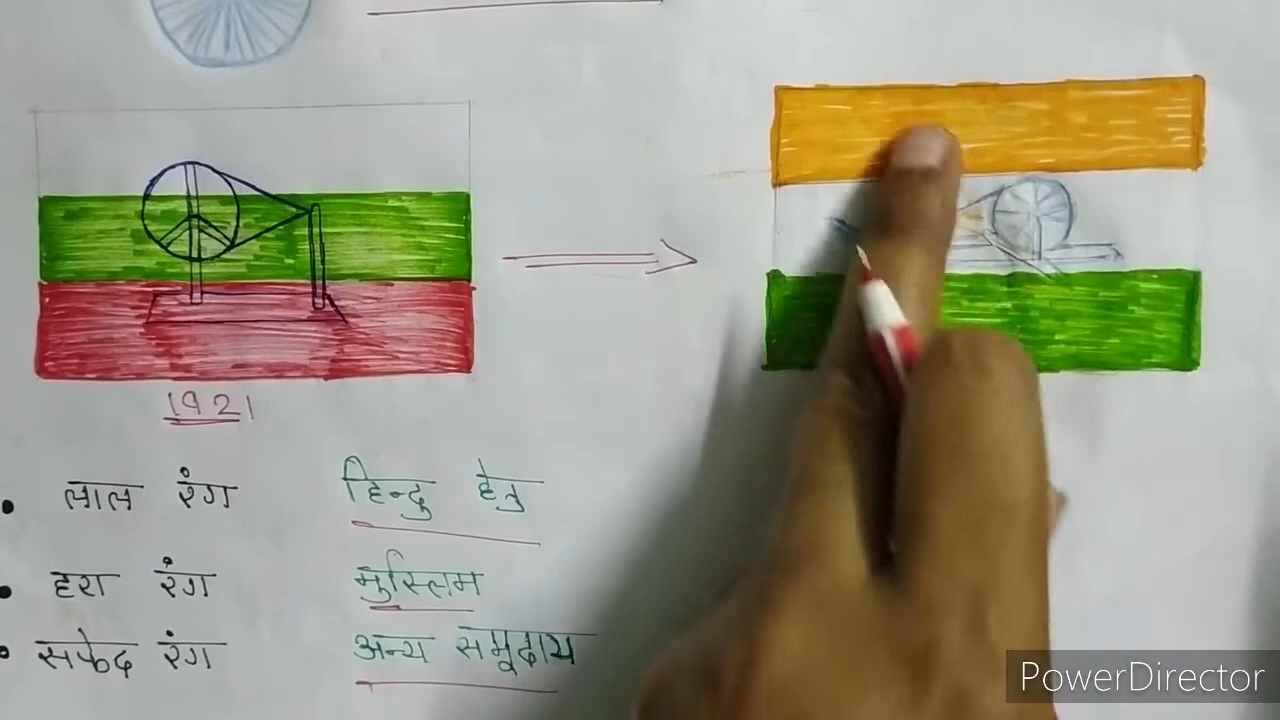 1921
लाल रंग हिन्दु हेतु
हरा रंग मुस्लिम
सफेद रंग अन्य समूदाय
PowerDirector